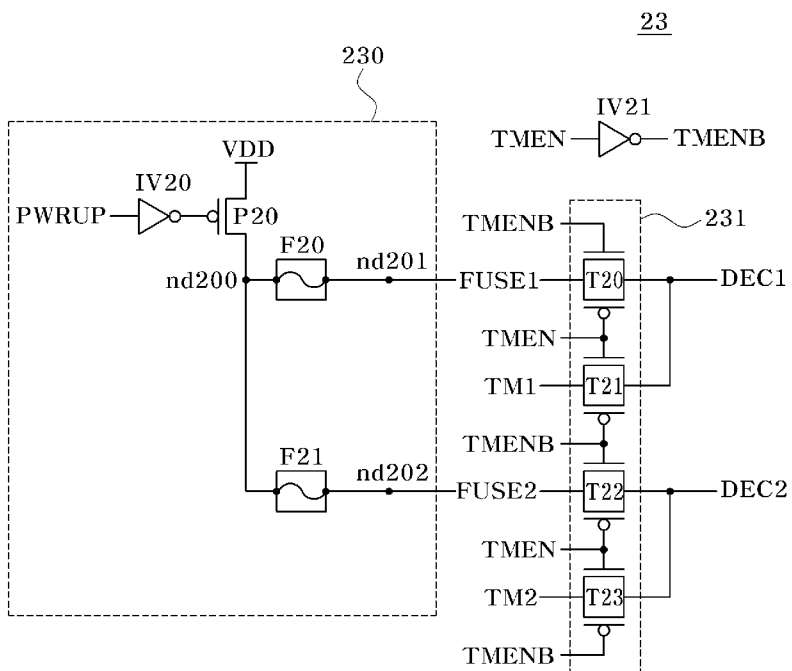 23
230
IV21
TMEN
TMENB
VDD
IV20
PWRUP
P20
231
TMENB
F20
nd201
nd200
FUSE1
T20
DEC1
TMEN
TM1
T21
TMENB
F21
nd202
FUSE2
T22
DEC2
TMEN
TM2
T23
TMENB